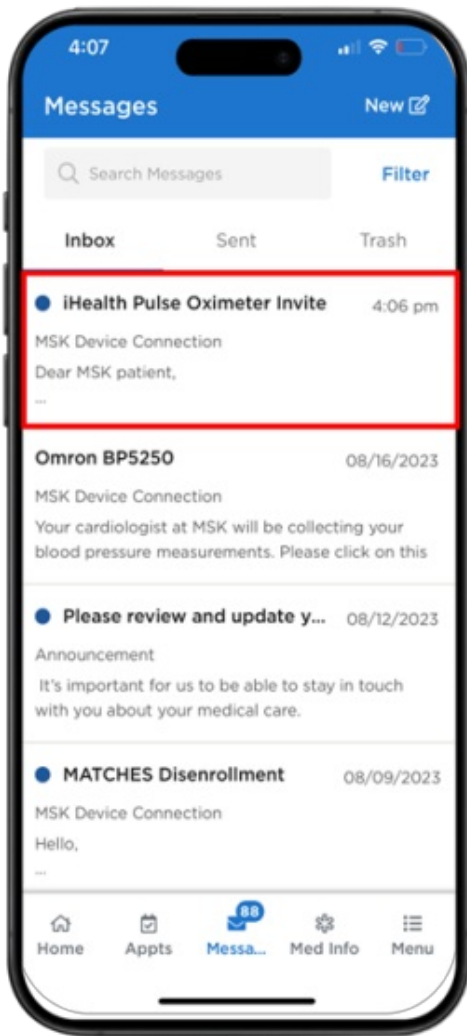 4:07
Messages
New
Search Messages
Filter
Inbox Sent Trash
iHealth Pulse Oximeter Invite 4:06 pm
MSK Device Connection
Dear MSK patient,
...
Omron BP5250 08/16/2023
MSK Device Connection
Your cardiologist at MSK will be collecting your
blood pressure measurements. Please click on this
Please review and update y... 08/12/2023
Announcement
It's important for us to be able to stay in touch
with you about your medical care.
MATCHES Disenrollment 08/09/2023
MSK Device Connection
Hello,
...
88
Home Appts Messa... Med Info Menu